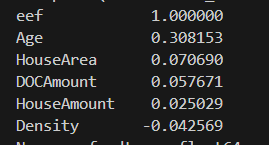 eef 1.000000
Age 0.308153
HouseArea 0.070690
DOCAmount 0.057671
HouseAmount 0.025029
Density -0.042569